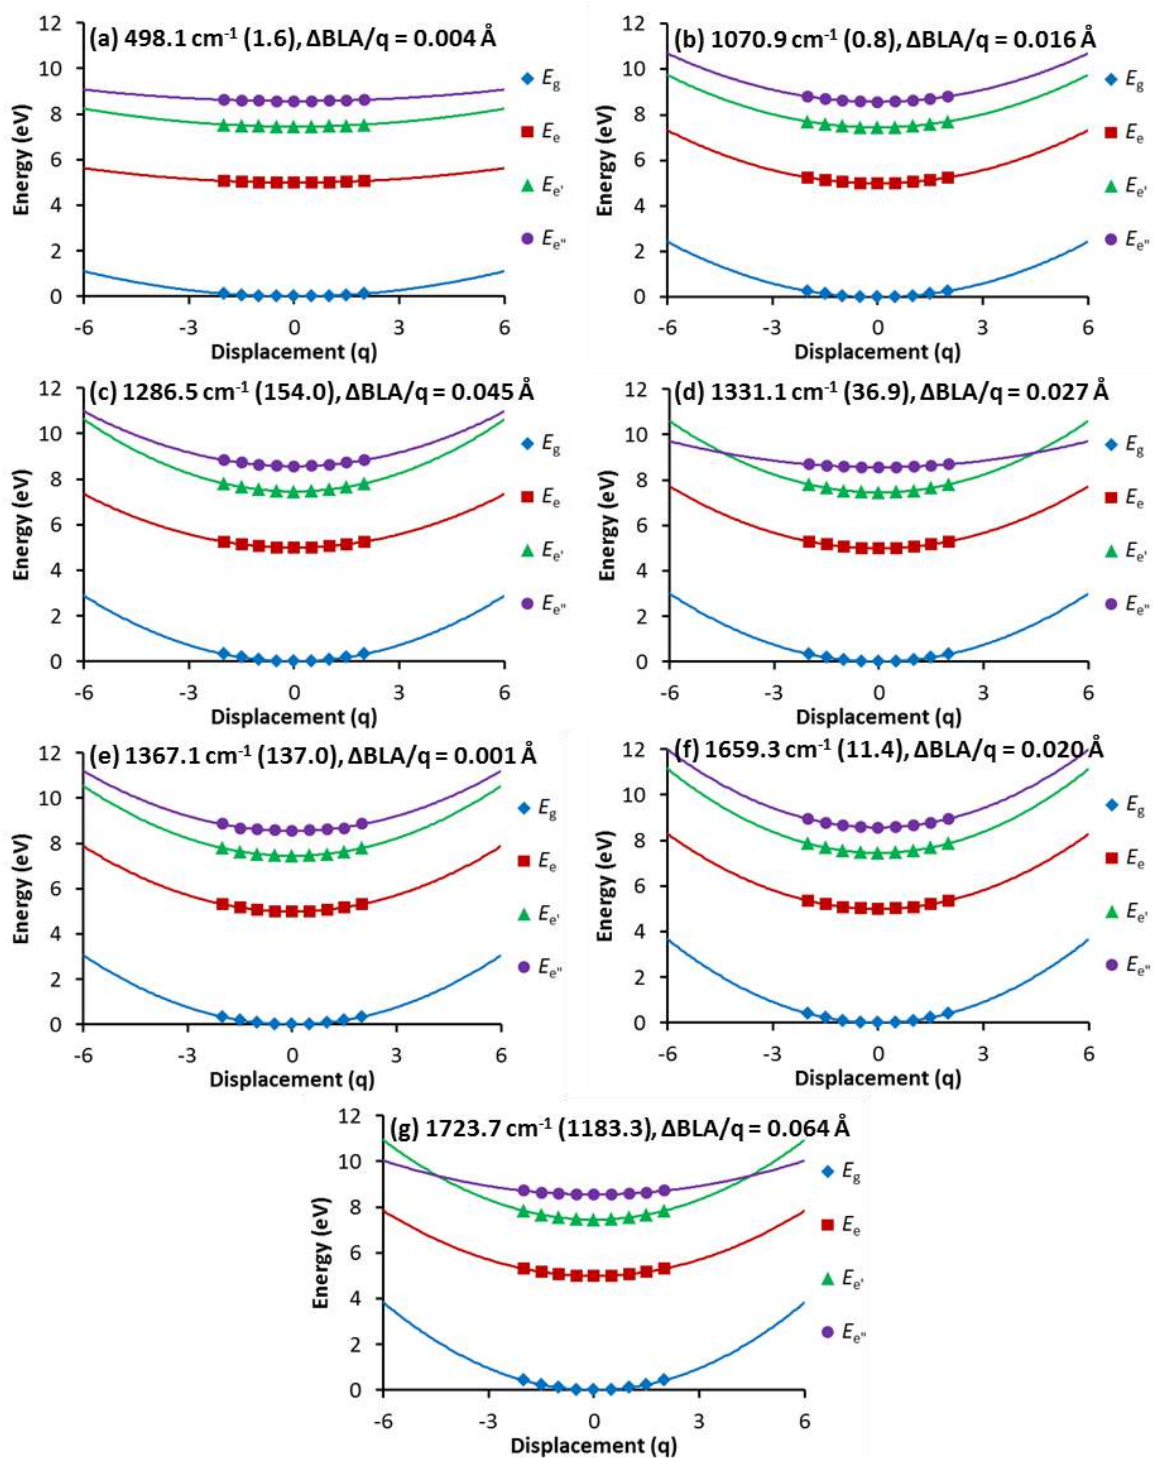 (a) 498.1 cm⁻¹ (1.6), ΔBLA/q = 0.004 Å
12
10
8
6
4
2
0
Energy (eV)
-6 -3 0 3 6
Displacement (q)
Eg
Ee
Ee'
Ee"
(b) 1070.9 cm⁻¹ (0.8), ΔBLA/q = 0.016 Å
12
10
8
6
4
2
0
Energy (eV)
-6 -3 0 3 6
Displacement (q)
Eg
Ee
Ee'
Ee"
(c) 1286.5 cm⁻¹ (154.0), ΔBLA/q = 0.045 Å
12
10
8
6
4
2
0
Energy (eV)
-6 -3 0 3 6
Displacement (q)
Eg
Ee
Ee'
Ee"
(d) 1331.1 cm⁻¹ (36.9), ΔBLA/q = 0.027 Å
12
10
8
6
4
2
0
Energy (eV)
-6 -3 0 3 6
Displacement (q)
Eg
Ee
Ee'
Ee"
(e) 1367.1 cm⁻¹ (137.0), ΔBLA/q = 0.001 Å
12
10
8
6
4
2
0
Energy (eV)
-6 -3 0 3 6
Displacement (q)
Eg
Ee
Ee'
Ee"
(f) 1659.3 cm⁻¹ (11.4), ΔBLA/q = 0.020 Å
12
10
8
6
4
2
0
Energy (eV)
-6 -3 0 3 6
Displacement (q)
Eg
Ee
Ee'
Ee"
(g) 1723.7 cm⁻¹ (1183.3), ΔBLA/q = 0.064 Å
12
10
8
6
4
2
0
Energy (eV)
-6 -3 0 3 6
Displacement (q)
Eg
Ee
Ee'
Ee"